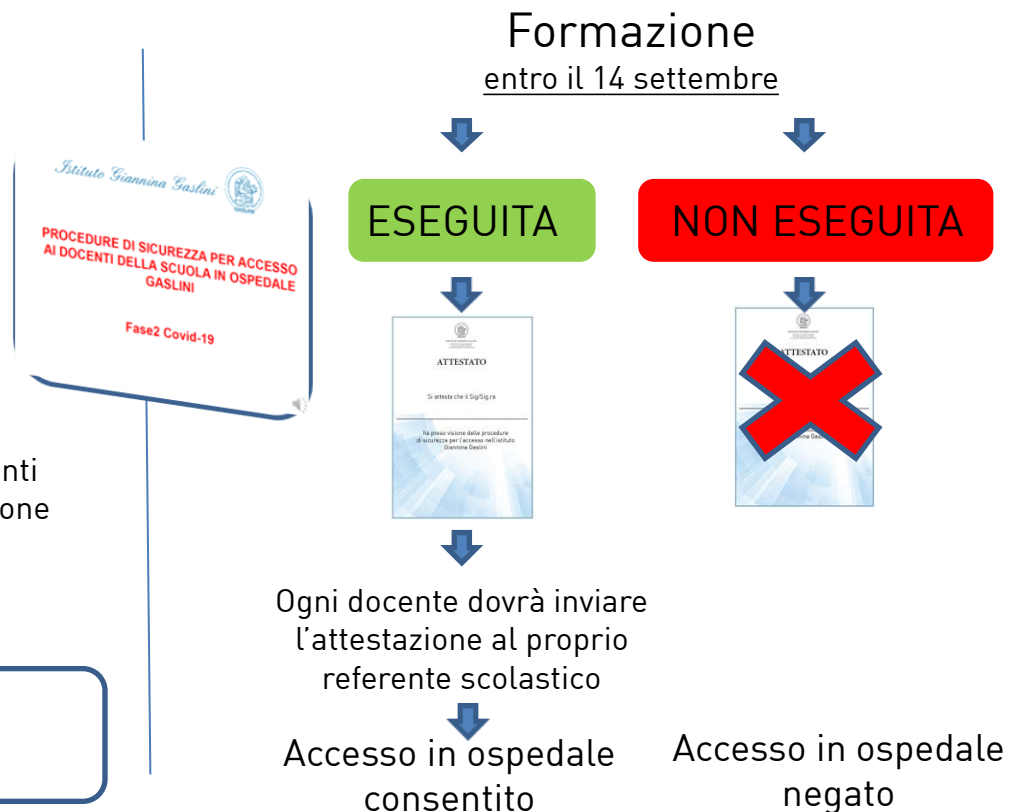 Formazione
entro il 14 settembre
Istituto Giannina Gaslini
PROCEDURE DI SICUREZZA PER ACCESSO
AI DOCENTI DELLA SCUOLA IN OSPEDALE
GASLINI
Fase2 Covid-19
nti
one
ESEGUITA
ATTESTATO
Si attesta che il Sig/Sig.ra
ha preso visione delle procedure
di sicurezza per l'accesso nell'istituto
Giannina Gaslini
Ogni docente dovrà inviare
l'attestazione al proprio
referente scolastico
Accesso in ospedale
consentito
NON ESEGUITA
ATTESTATO
Accesso in ospedale
negato